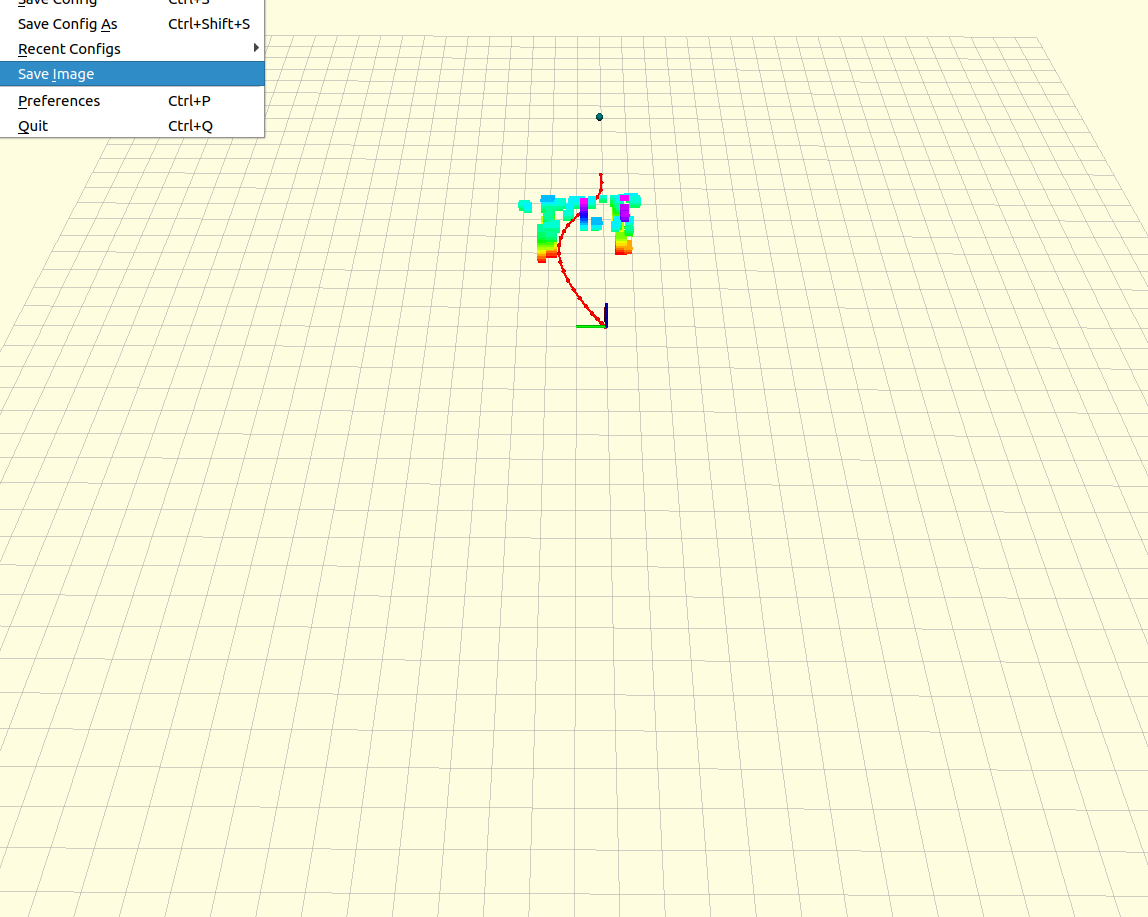 Save Config Ctrl+S
Save Config As Ctrl+Shift+S
Recent Configs
Save Image
Preferences Ctrl+P
Quit Ctrl+Q